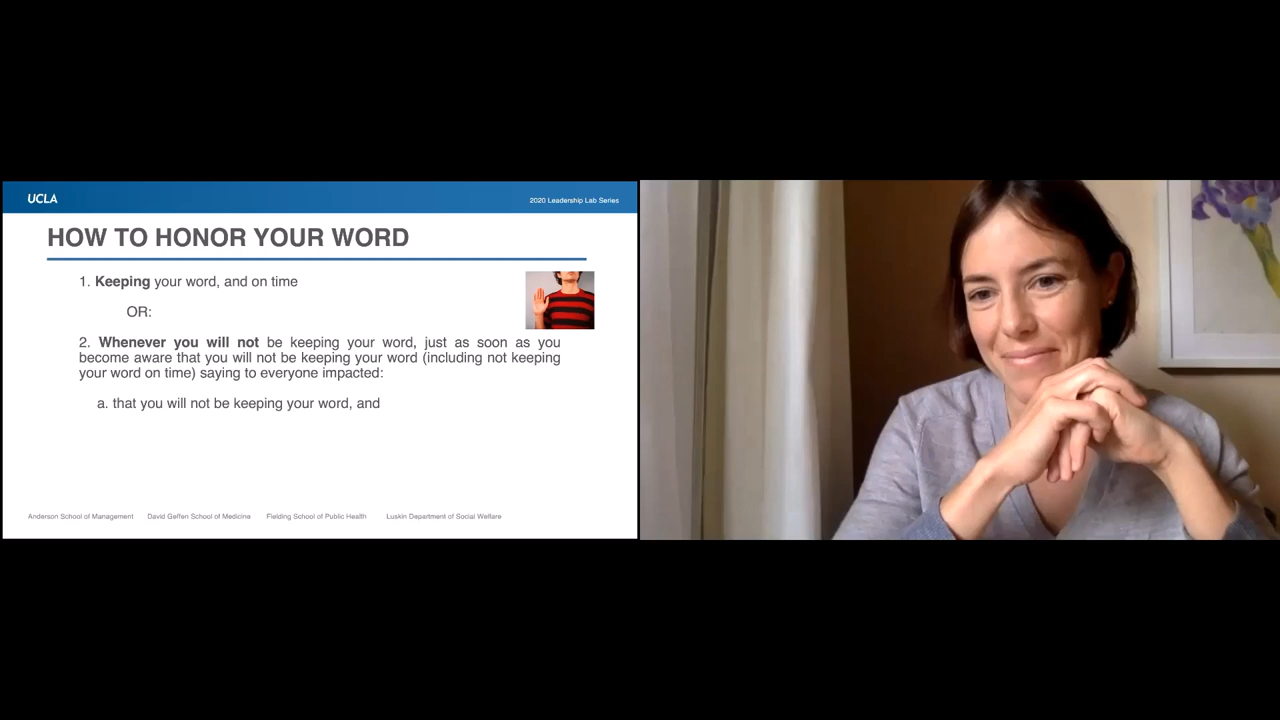 UCLA
2020 Leadership Lab Series
HOW TO HONOR YOUR WORD
1. Keeping your word, and on time
OR:
2. Whenever you will not be keeping your word, just as soon as you
become aware that you will not be keeping your word (including not keeping
your word on time) saying to everyone impacted:
a. that you will not be keeping your word, and
Anderson School of Management David Geffen School of Medicine Fielding School of Public Health Luskin Department of Social Welfare